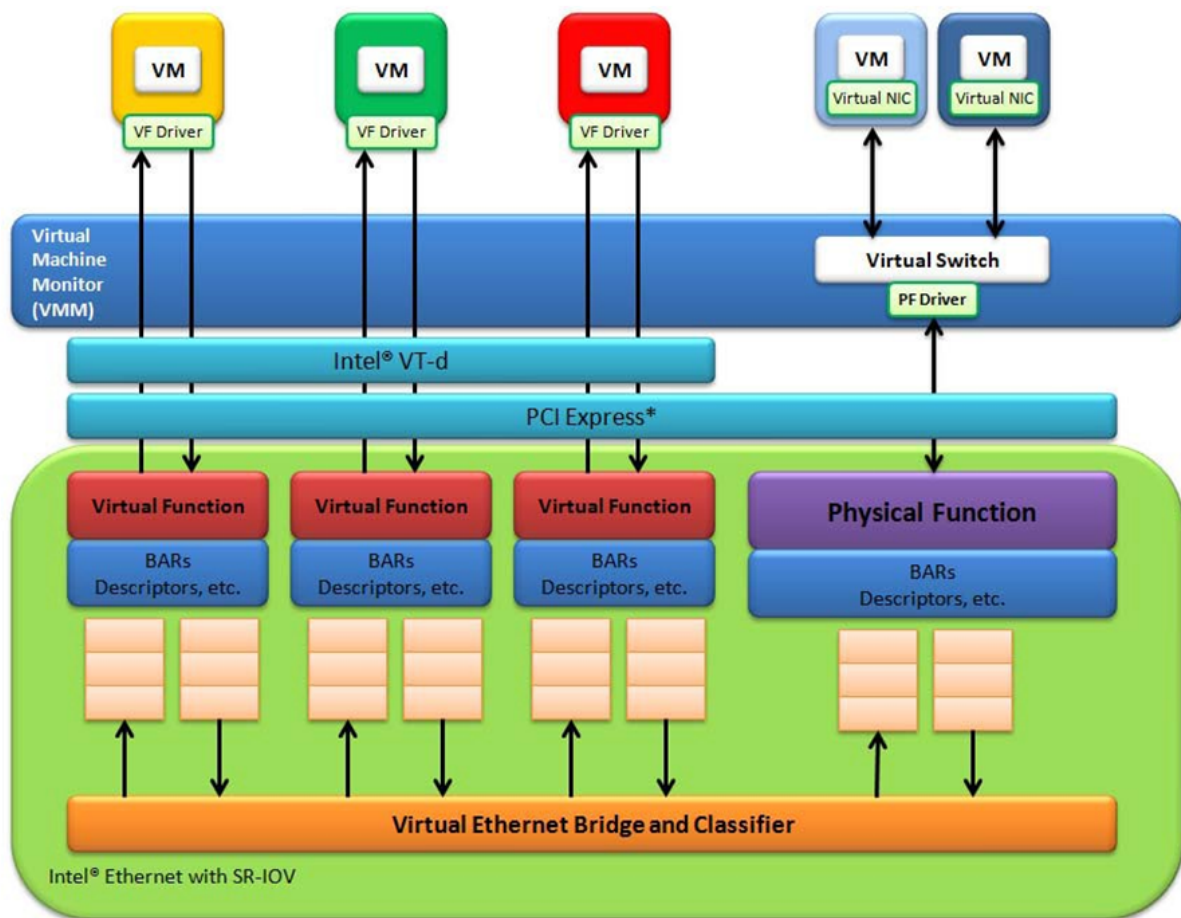 VM
VM
VM
VM
VM
VF Driver
VF Driver
VF Driver
Virtual NIC
Virtual NIC
Virtual
Machine
Monitor
(VMM)
Virtual Switch
PF Driver
Intel® VT-d
PCI Express*
Virtual Function
Virtual Function
Virtual Function
Physical Function
BARs
Descriptors, etc.
BARs
Descriptors, etc.
BARs
Descriptors, etc.
BARs
Descriptors, etc.
Virtual Ethernet Bridge and Classifier
Intel® Ethernet with SR-IOV